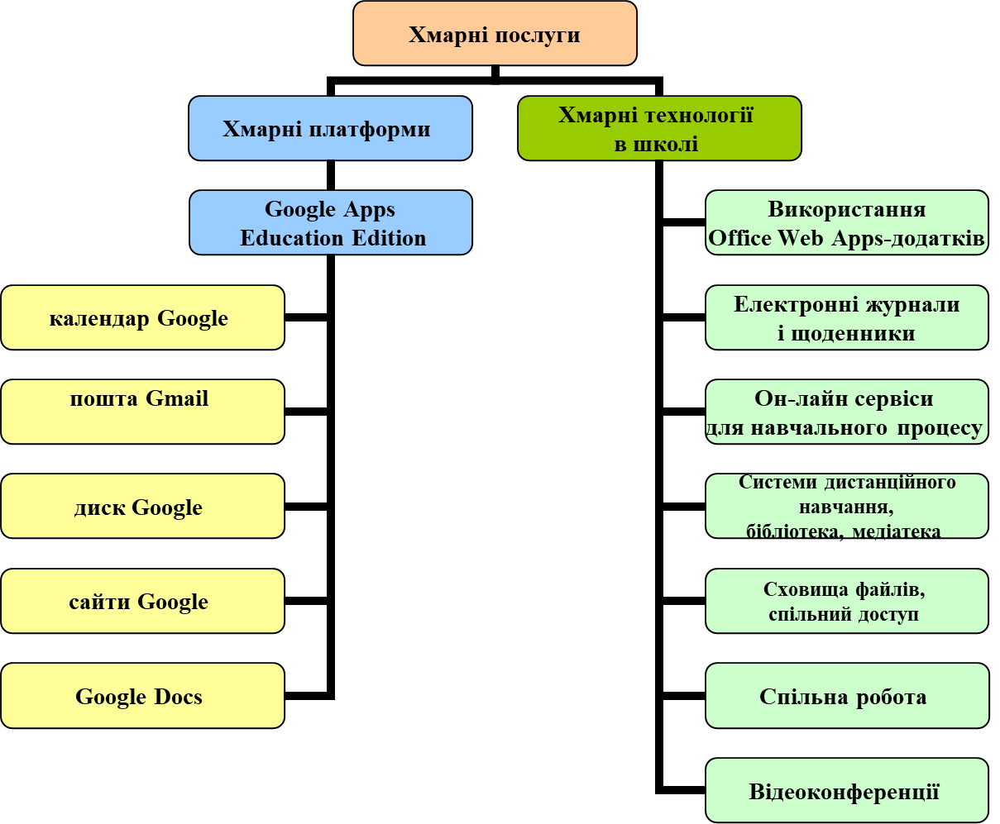 Хмарні послуги
Хмарні платформи
Хмарні технології
в школі
Google Apps
Education Edition
календар Google
пошта Gmail
диск Google
сайти Google
Google Docs
Використання
Office Web Apps-додатків
Електронні журнали
і щоденники
Он-лайн сервіси
для навчального процесу
Системи дистанційного
навчання,
бібліотека, медіатека
Сховища файлів,
спільний доступ
Спільна робота
Відеоконференції